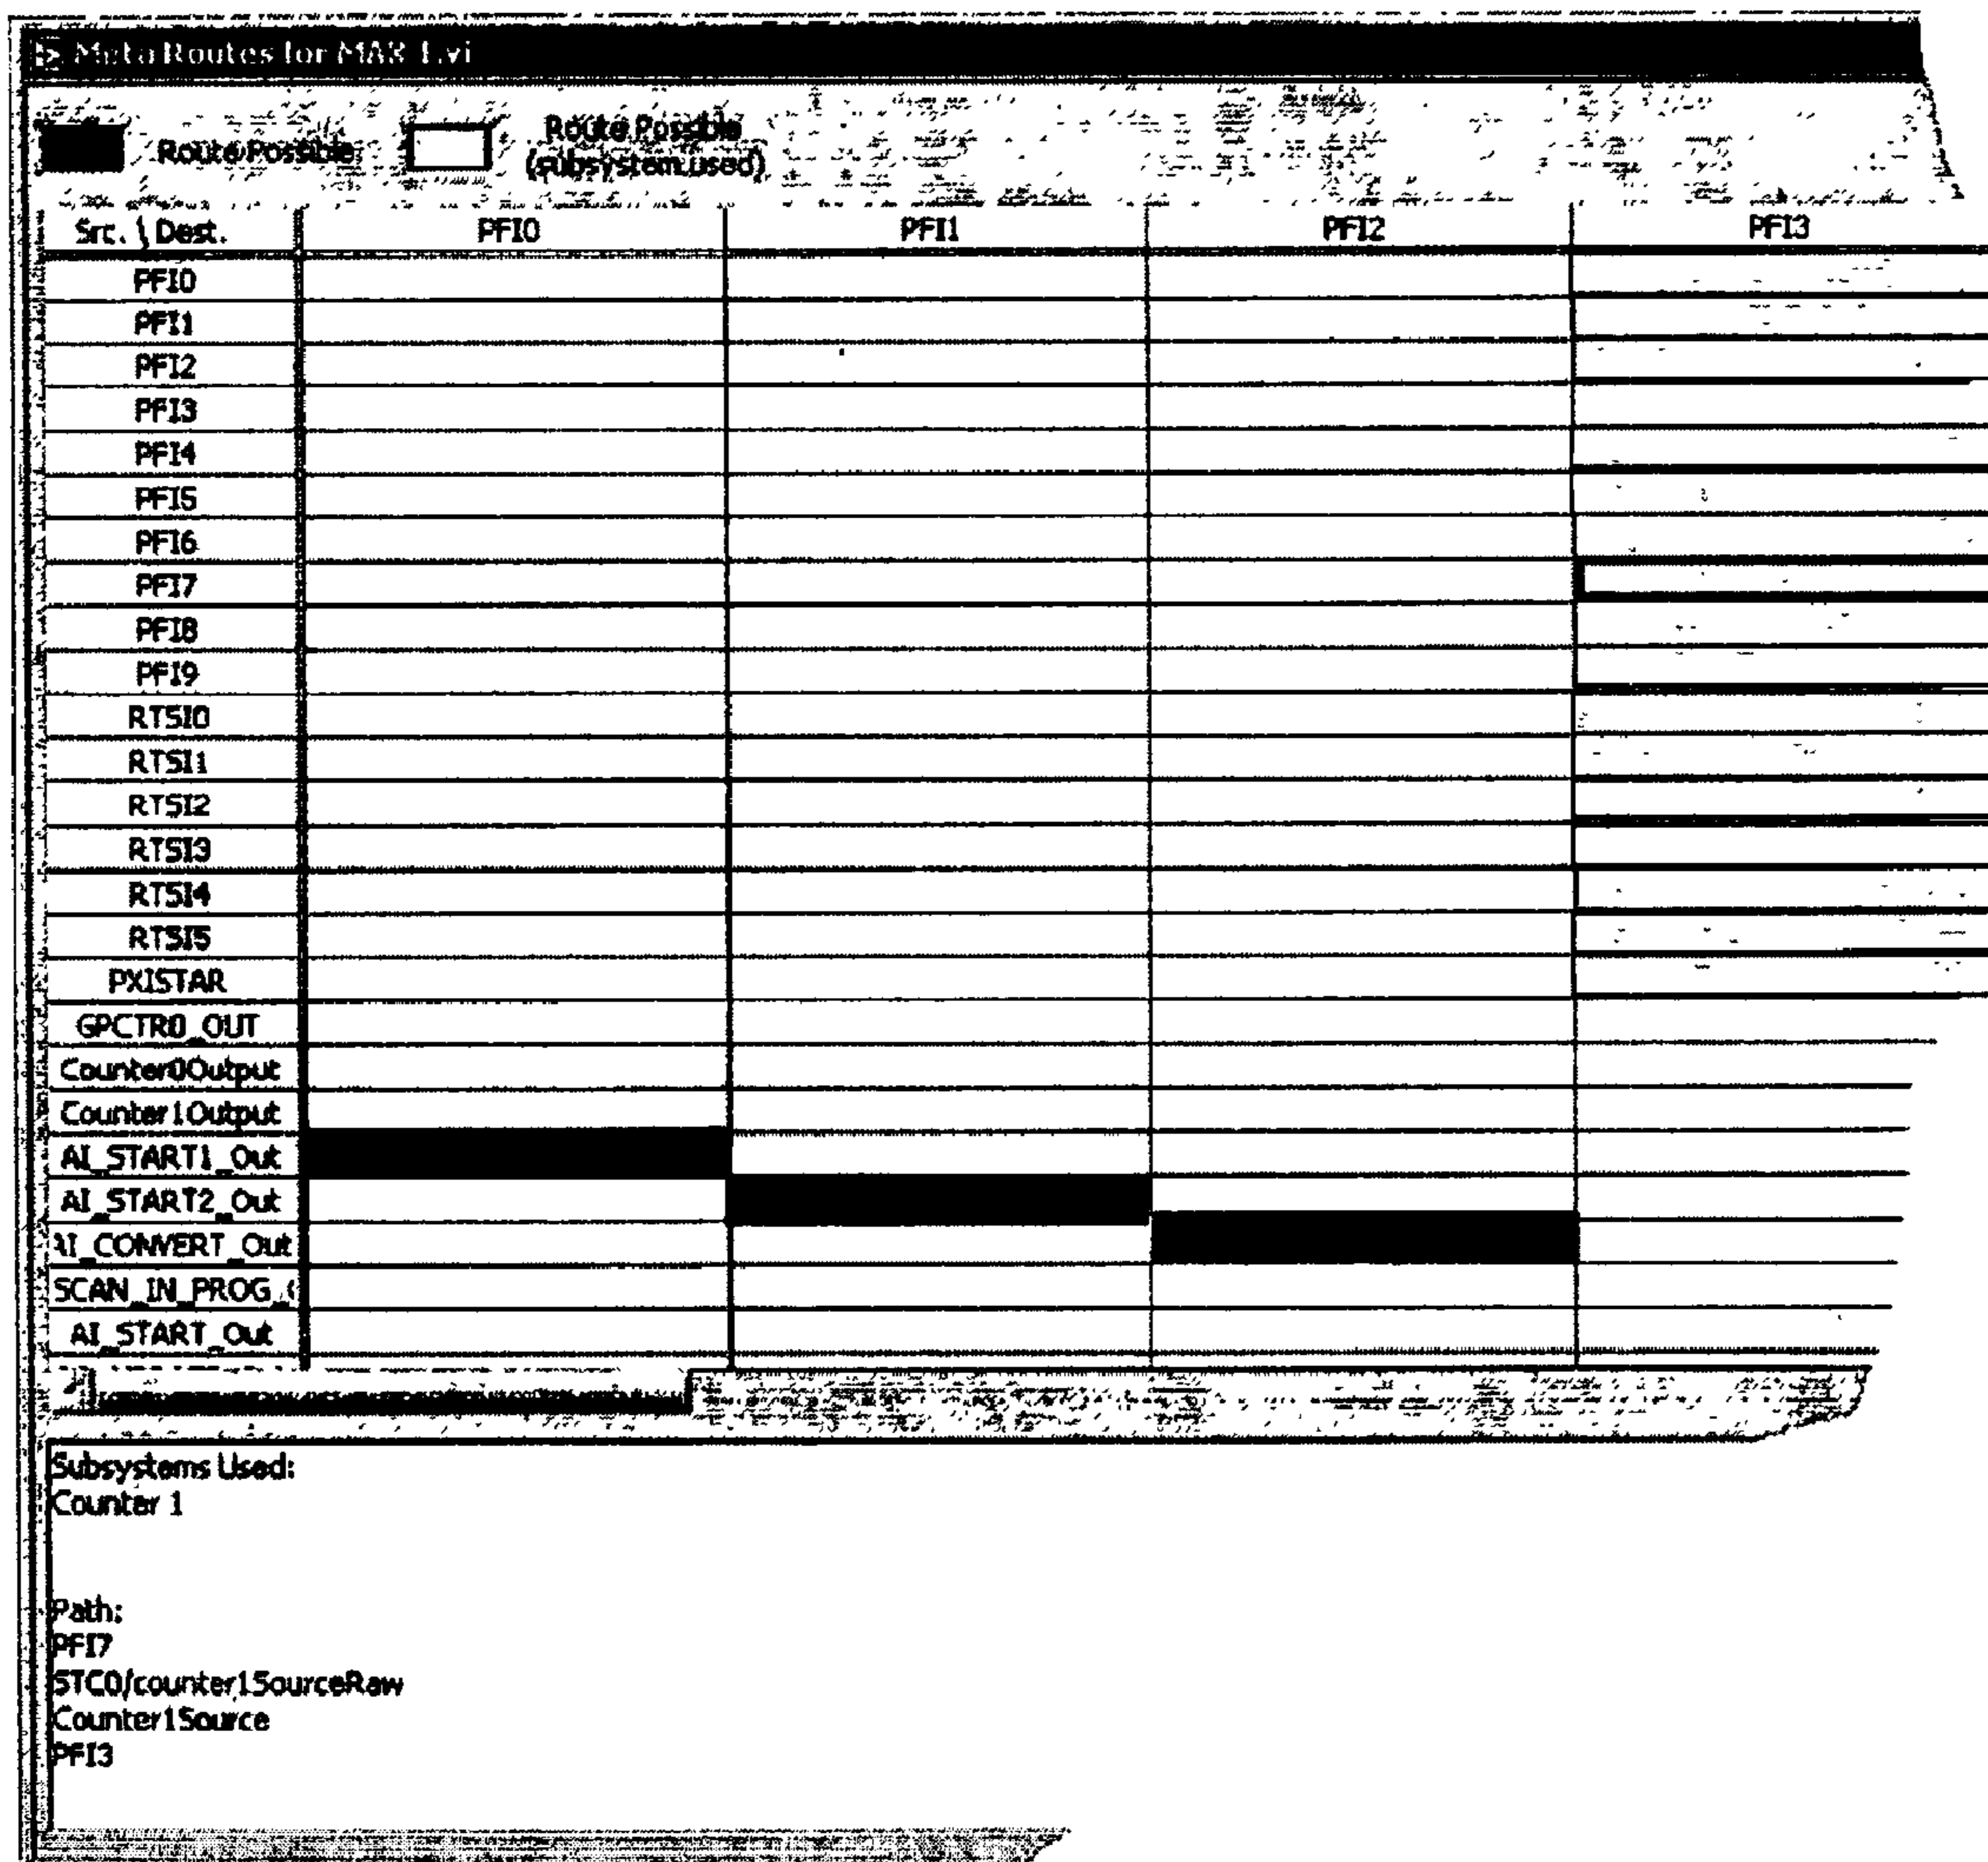 Meta Routes for MAR 1.vi
Route Possible
Route Possible
(subsystem used)
Src. \ Dest. PFI0 PFI1 PFI2 PFI3
PFI0
PFI1
PFI2
PFI3
PFI4
PFI5
PFI6
PFI7
PFI8
PFI9
RTSI0
RTSI1
RTSI2
RTSI3
RTSI4
RTSI5
PXISTAR
GPCTR0_OUT
Counter0Output
Counter1Output
AI_START1_Out
AI_START2_Out
AI_CONVERT_Out
SCAN_IN_PROG_(
AI_START_Out
Subsystems Used:
Counter 1
Path:
PFI7
STC0/counter1SourceRaw
Counter1Source
PFI3